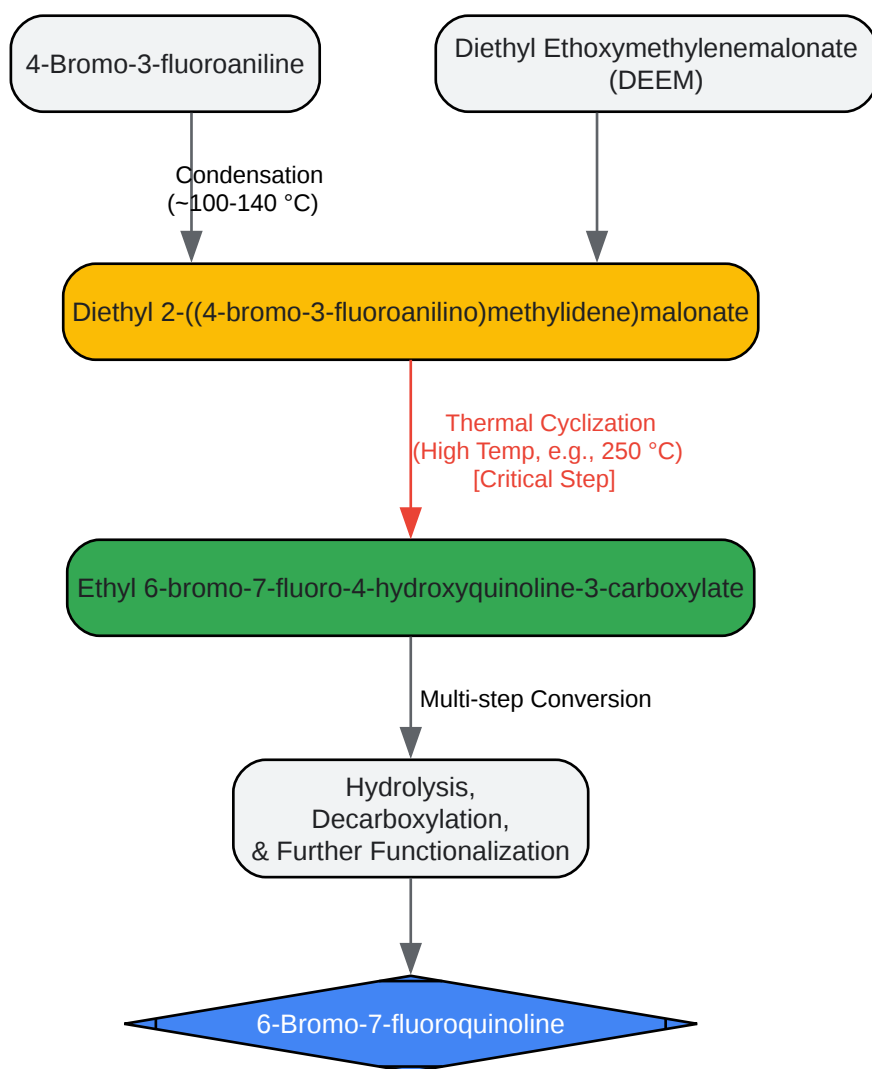 4-Bromo-3-fluoroaniline
Diethyl Ethoxymethylenemalonate
(DEEM)
Condensation
(~100-140 °C)
Diethyl 2-((4-bromo-3-fluoroanilino)methylidene)malonate
Thermal Cyclization
(High Temp, e.g., 250 °C)
[Critical Step]
Ethyl 6-bromo-7-fluoro-4-hydroxyquinoline-3-carboxylate
Multi-step Conversion
Hydrolysis,
Decarboxylation,
& Further Functionalization
6-Bromo-7-fluoroquinoline